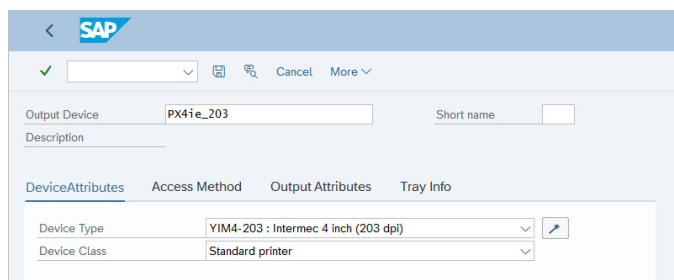 SAP
Cancel More
Output Device PX4ie_203 Short name
Description
DeviceAttributes Access Method Output Attributes Tray Info
Device Type YIM4-203 : Intermec 4 inch (203 dpi)
Device Class Standard printer